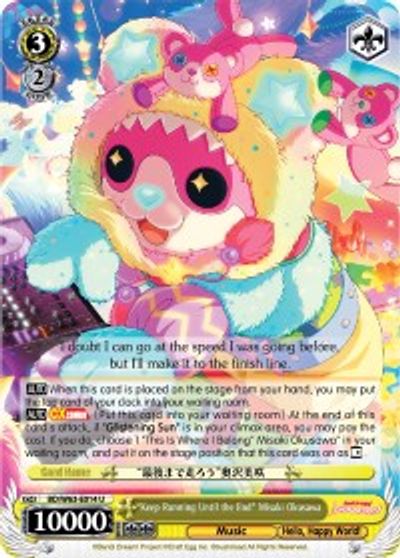 3
2
I doubt I can go at the speed I was going before,
but I'll make it to the finish line.
AUTO When this card is placed on the stage from your hand, you may put
the top card of your clock into your waiting room.
AUTO CX COMBO [Put this card into your waiting room] At the end of this
card's attack, if "Glistening Sun" is in your climax area, you may pay the
cost. If you do, choose 1 "This Is Where I Belong" Misaki Okusawa" in your
waiting room, and put it on the stage position that this card was on as
Card Name
"最後まで走ろう"奥沢美咲
10000
"Keep Running Until the End" Misaki Okusawa
Music
Hello, Happy World!